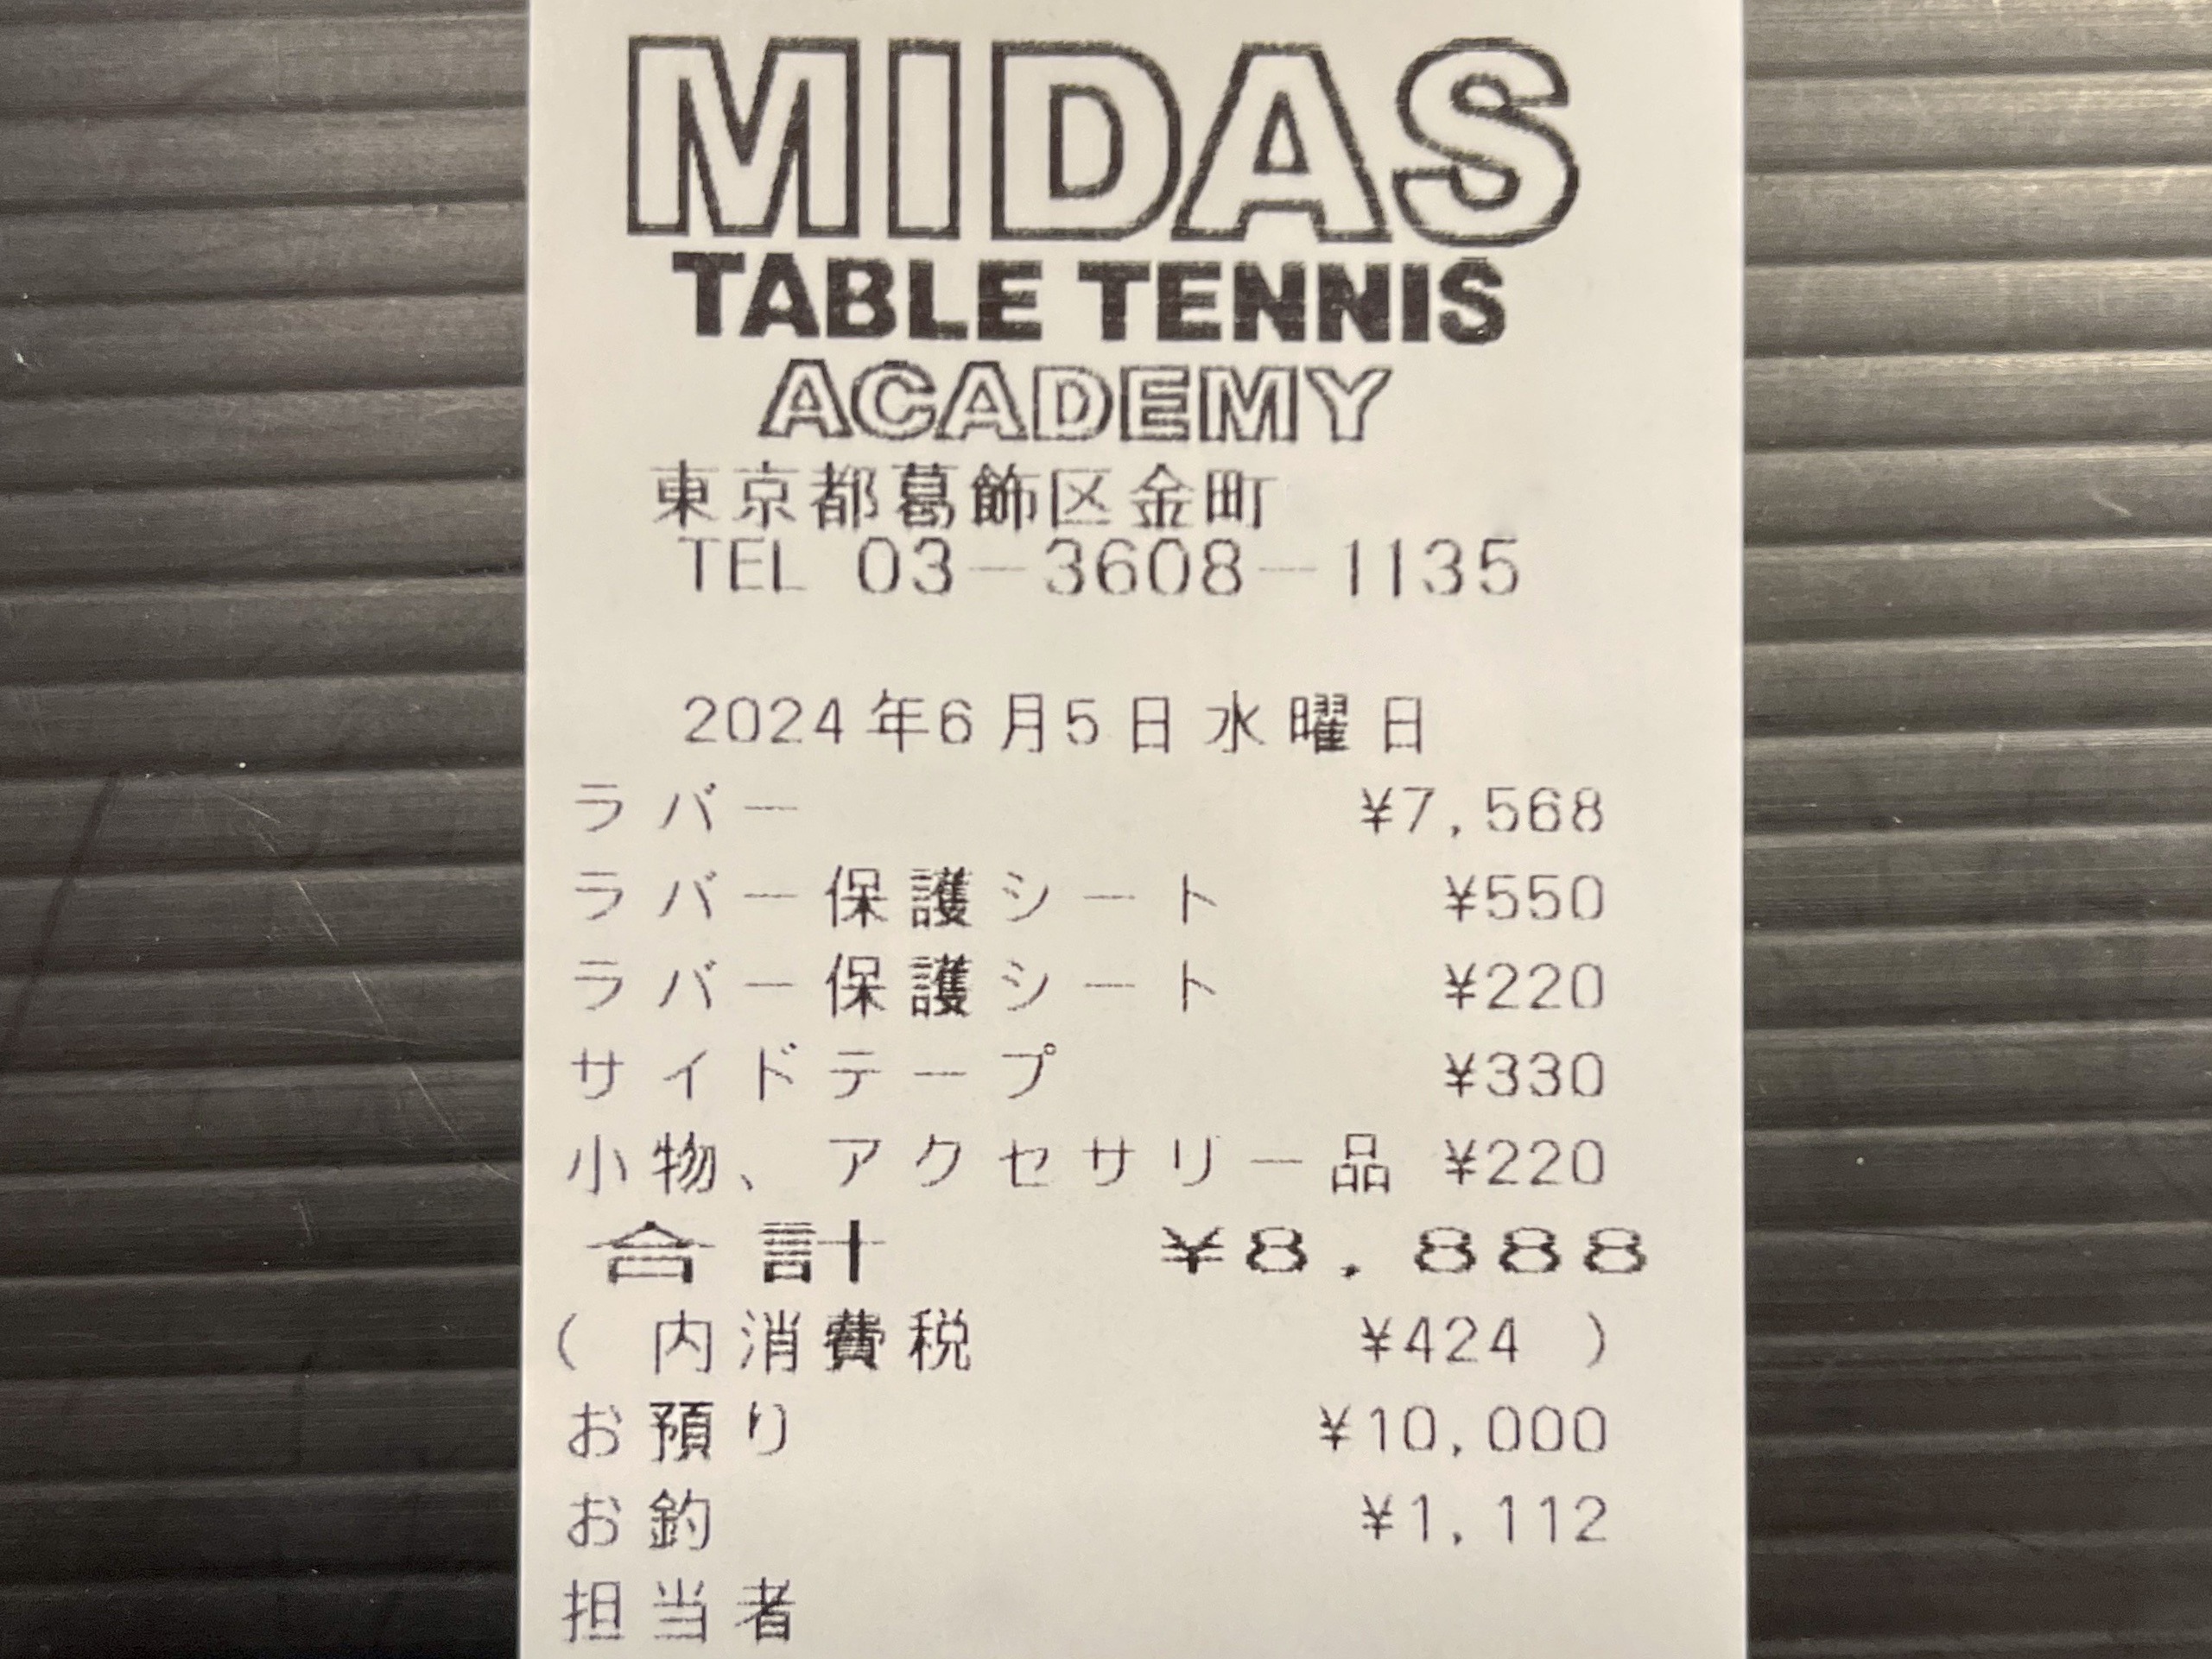 MIDAS
TABLE TENNIS
ACADEMY
東京都葛飾区金町
TEL 03-3608-1135
2024年6月5日水曜日
ラバー ¥7,568
ラバー保護シート ¥550
ラバー保護シート ¥220
サイドテープ ¥330
小物、アクセサリー品 ¥220
合計 ¥8,888
( 内消費税 ¥424 )
お預り ¥10,000
お釣 ¥1,112
担当者